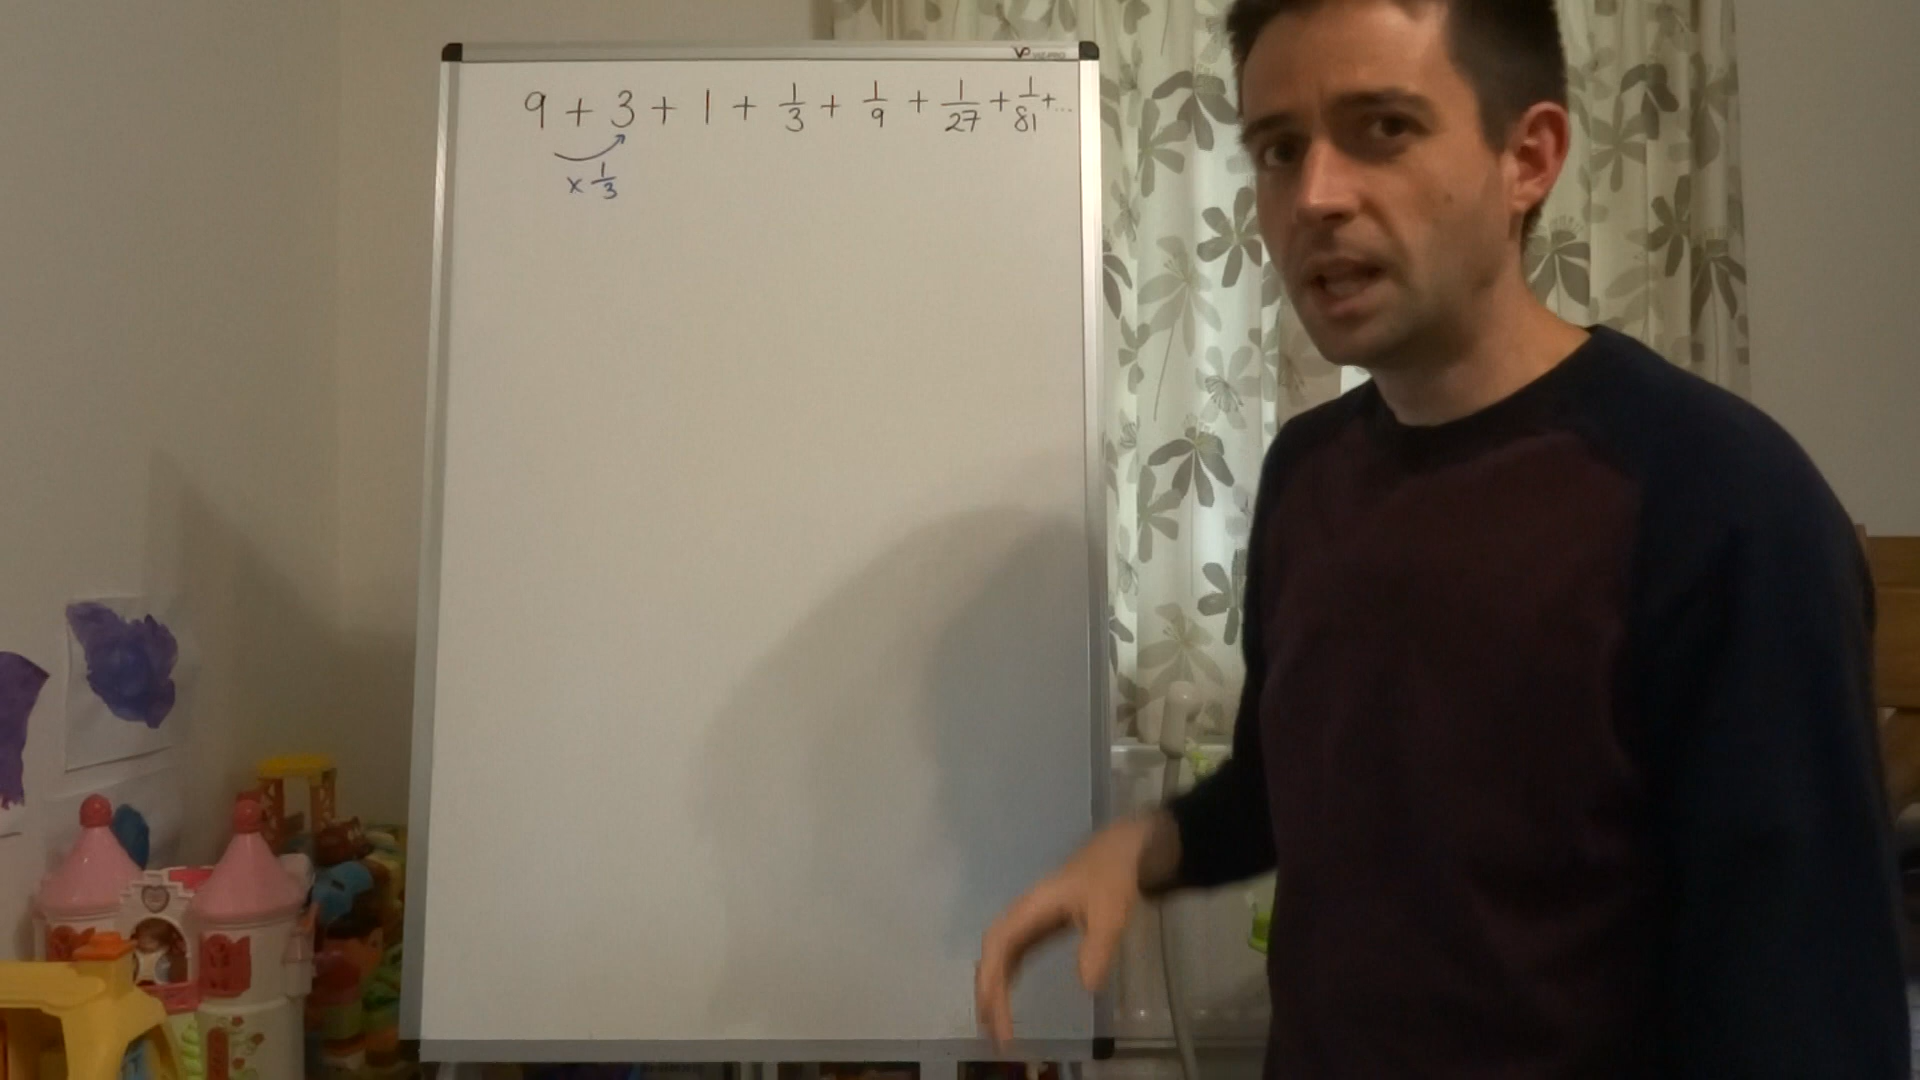 9 + 3 + 1 + 1/3 + 1/9 + 1/27 + 1/81 + ...
× 1/3